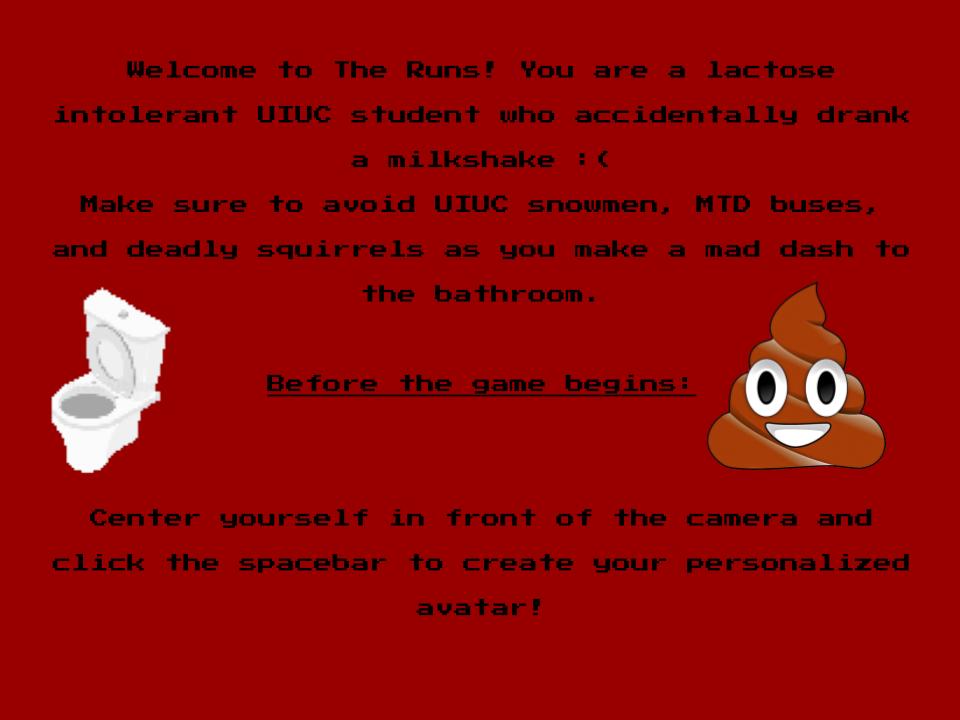 Welcome to The Runs! You are a lactose
intolerant UIUC student who accidentally drank
a milkshake :(
Make sure to avoid UIUC snowmen, MTD buses,
and deadly squirrels as you make a mad dash to
the bathroom.
Before the game begins:
Center yourself in front of the camera and
click the spacebar to create your personalized
avatar!